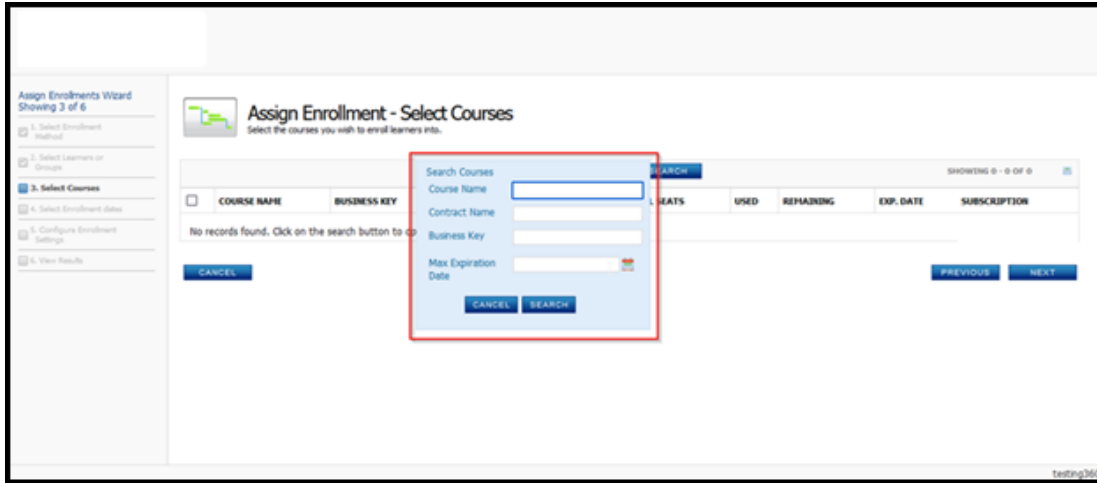 Assign Enrollments Wizard
Showing 3 of 6
1. Select Enrollment
Method
2. Select Learners or
Groups
3. Select Courses
4. Select Enrollment dates
5. Configure Enrollment
Settings
6. View Results
Assign Enrollment - Select Courses
Select the courses you wish to enroll learners into.
SEARCH
SHOWING 0 - 0 OF 0
COURSE NAME
BUSINESS KEY
SEATS
USED
REMAINING
EXP. DATE
SUBSCRIPTION
No records found. Click on the search button to
Search Courses
Course Name
Contract Name
Business Key
Max Expiration
Date
CANCEL
SEARCH
CANCEL
PREVIOUS
NEXT
testing360